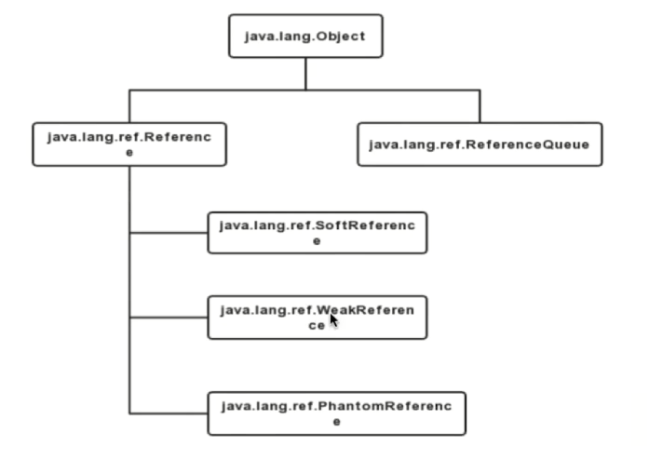 java.lang.Object
java.lang.ref.Referenc
e
java.lang.ref.ReferenceQueue
java.lang.ref.SoftReferenc
e
java.lang.ref.WeakReferen
ce
java.lang.ref.PhantomReferenc
e